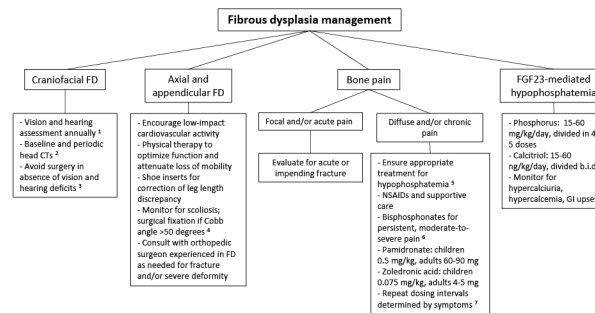 Fibrous dysplasia management
Craniofacial FD
- Vision and hearing
assessment annually 1
- Baseline and periodic
head CTs 2
- Avoid surgery in
absence of vision and
hearing deficits 3
Axial and
appendicular FD
- Encourage low-impact
cardiovascular activity
- Physical therapy to
optimize function and
attenuate loss of mobility
- Shoe inserts for
correction of leg length
discrepancy
- Monitor for scoliosis;
surgical fixation if Cobb
angle >50 degrees 4
- Consult with orthopedic
surgeon experienced in FD
as needed for fracture
and/or severe deformity
Bone pain
Focal and/or acute pain
Evaluate for acute or
impending fracture
Diffuse and/or chronic
pain
- Ensure appropriate
treatment for
hypophosphatemia 5
- NSAIDs and supportive
care
- Bisphosphonates for
persistent, moderate-to-
severe pain 6
- Pamidronate: children
0.5 mg/kg, adults 60-90 mg
- Zoledronic acid: children
0.075 mg/kg, adults 4-5 mg
- Repeat dosing intervals
determined by symptoms 7
FGF23-mediated
hypophosphatemia
- Phosphorus: 15-60
mg/kg/day, divided in 4-
5 doses
- Calcitriol: 15-60
ng/kg/day, divided b.i.d.
- Monitor for
hypercalciuria,
hypercalcemia, GI upset